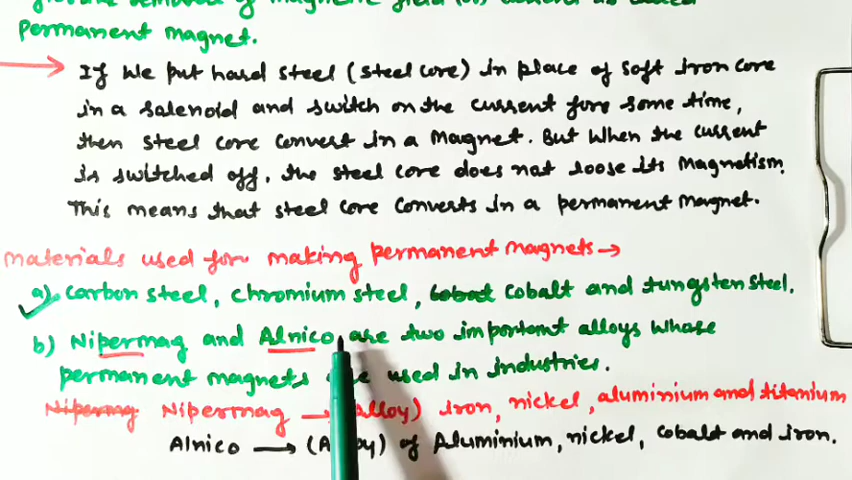 permanent magnet.
If We put hard steel (steel core) in place of soft iron core
in a solenoid and switch on the current fore some time,
then steel core convert in a Magnet. But When the current
is switched off, the steel core does not loose its Magnetism.
This means that steel core converts in a permanent Magnet.
Materials used for making permanent magnets→
a) Carbon steel, chromium steel, cobalt and tungsten steel.
b) Nipermag and Alnico are two important alloys whose
permanent magnets are used in industries.
Nipermag Nipermag → alloy) iron, nickel, aluminium and titanium
Alnico → (Alloy) of Aluminium, nickel, cobalt and iron.